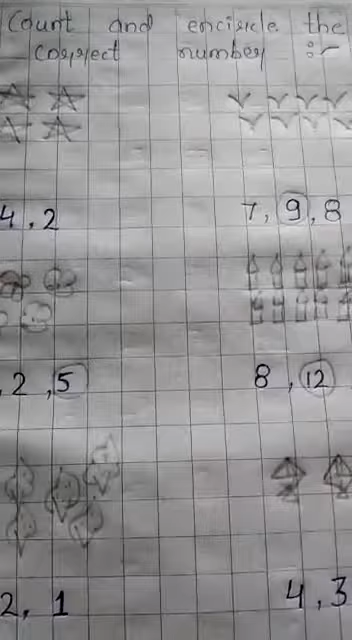 Count and encircle the
correct number :-
4, 2 7, 9, 8
, 2, 5 8, 12
2, 1 4, 3